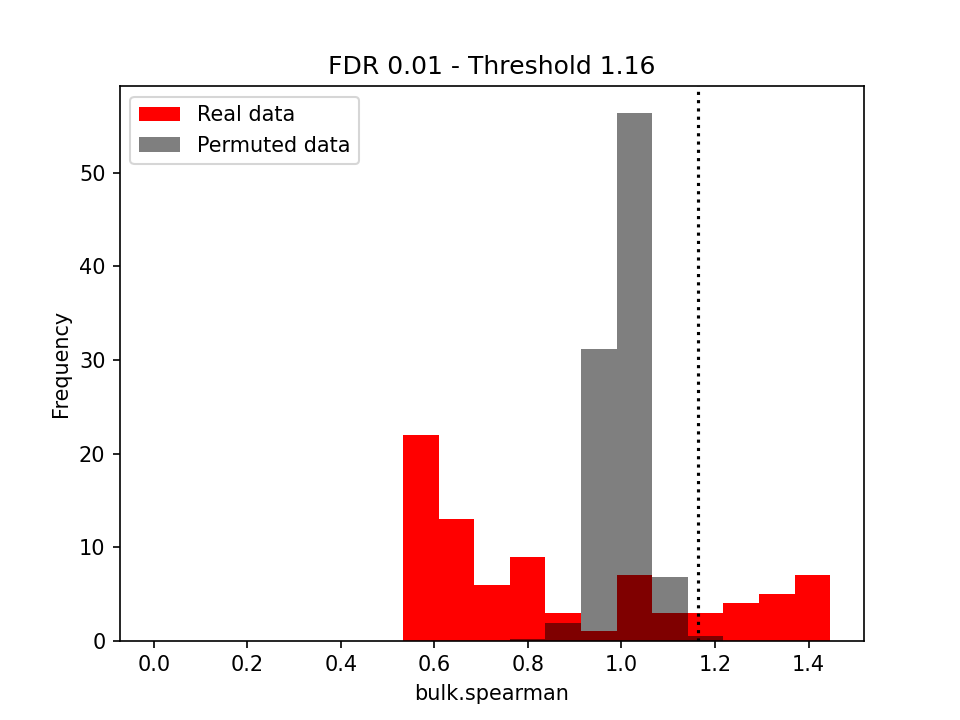 FDR 0.01 - Threshold 1.16
Real data
Permuted data
50
40
30
20
10
0
Frequency
0.0 0.2 0.4 0.6 0.8 1.0 1.2 1.4
bulk.spearman